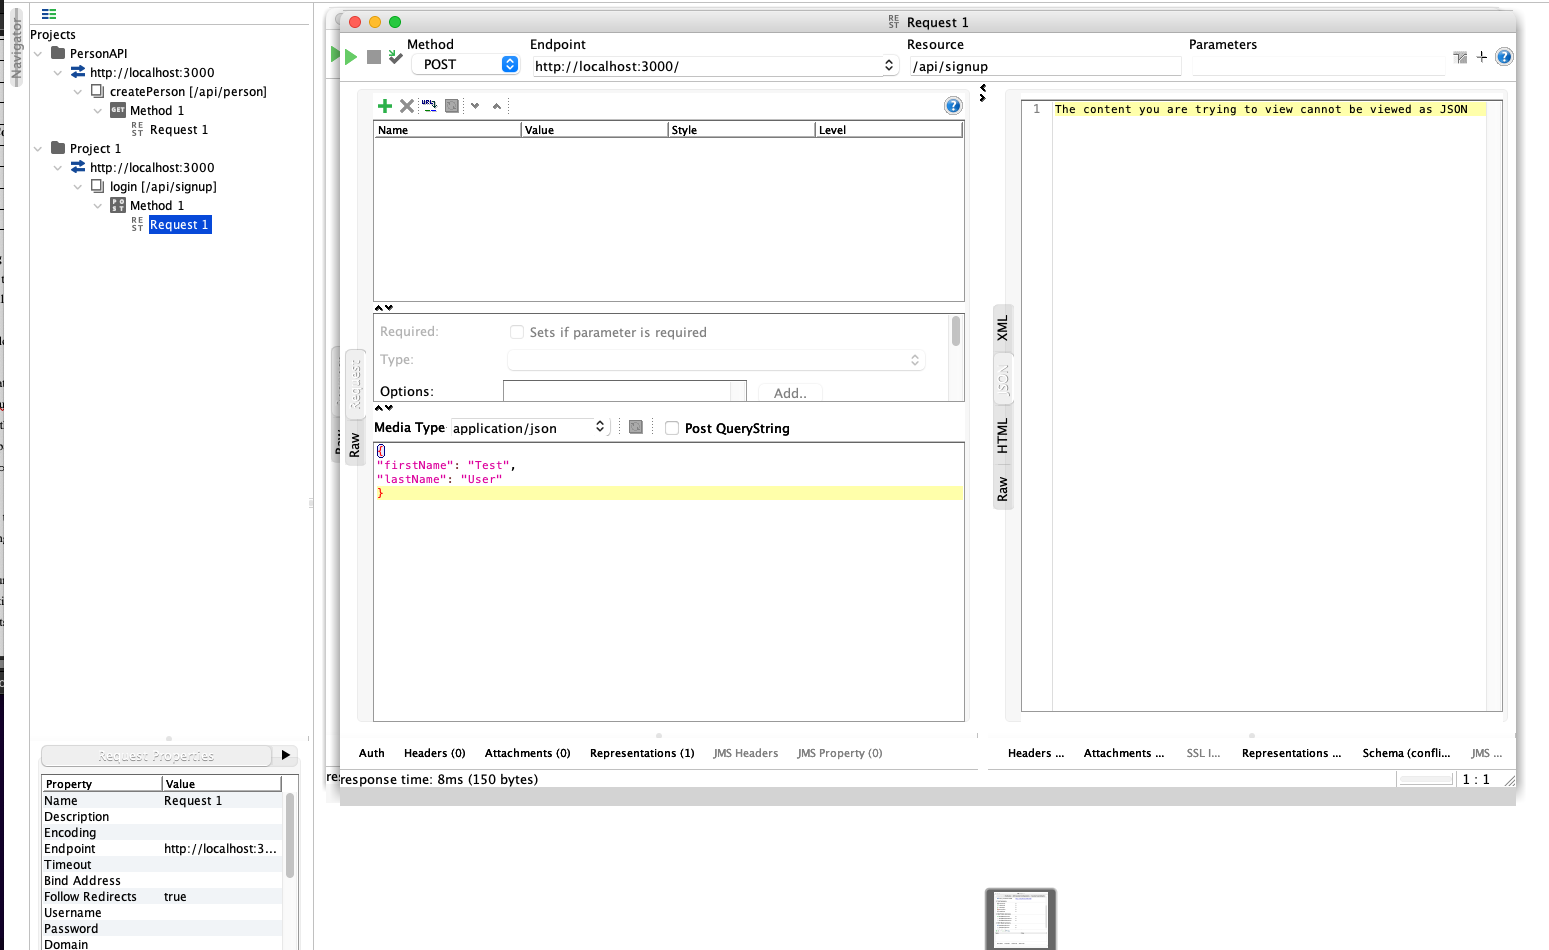 Navigator
Projects
PersonAPI
http://localhost:3000
createPerson [/api/person]
GET Method 1
REST Request 1
Project 1
http://localhost:3000
login [/api/signup]
POST Method 1
REST Request 1
Request Properties
Property Value
Name Request 1
Description
Encoding
Endpoint http://localhost:3...
Timeout
Bind Address
Follow Redirects true
Username
Password
Domain
REST Request 1
Method Endpoint Resource Parameters
POST http://localhost:3000/ /api/signup
Name Value Style Level
Required: Sets if parameter is required
Type:
Options: Add..
Request
Raw
Media Type application/json Post QueryString
{
"firstName": "Test",
"lastName": "User"
}
Auth Headers (0) Attachments (0) Representations (1) JMS Headers JMS Property (0)
XML
JSON
HTML
Raw
1 The content you are trying to view cannot be viewed as JSON
Headers ... Attachments ... SSL I... Representations ... Schema (confli... JMS ...
response time: 8ms (150 bytes)
1 : 1